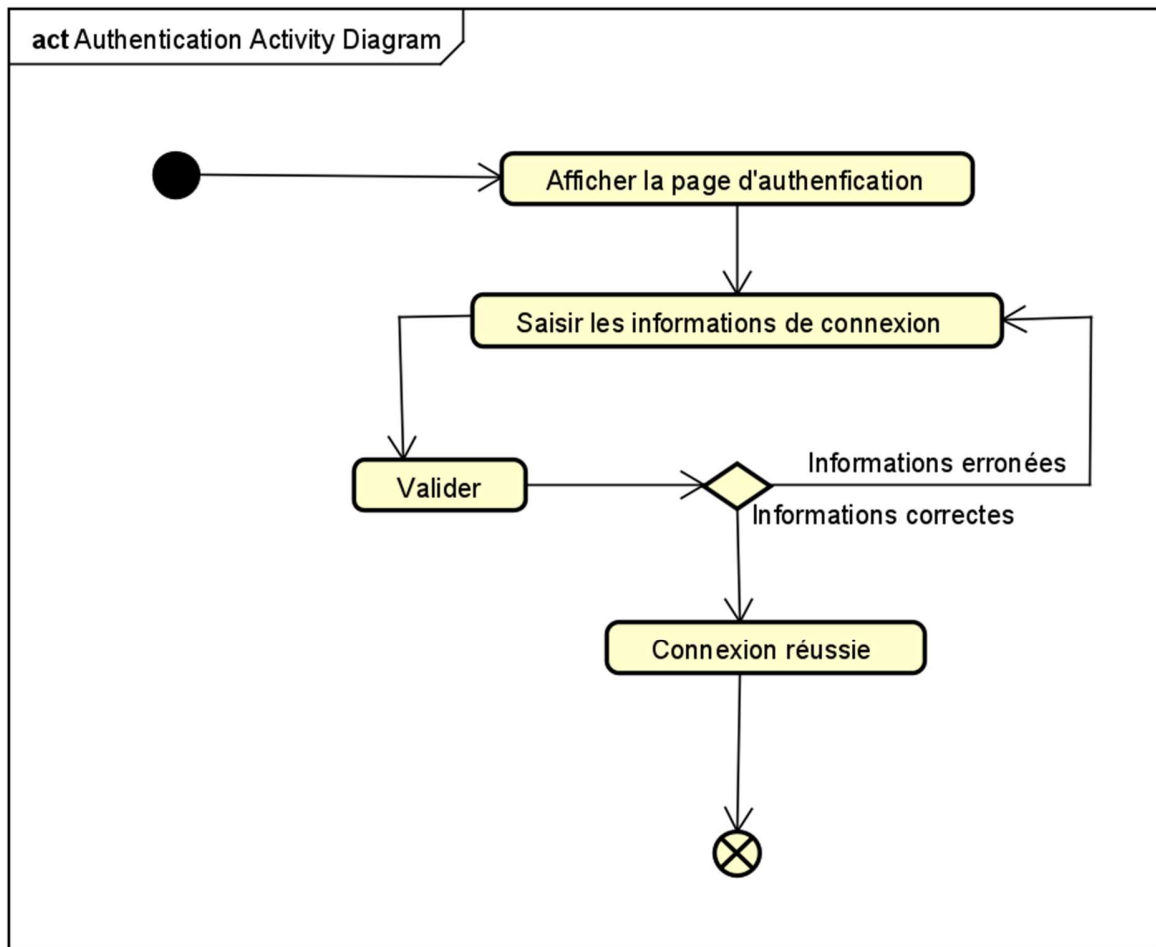 act Authentication Activity Diagram
Afficher la page d'authenfication
Saisir les informations de connexion
Informations erronées
Valider
Informations correctes
Connexion réussie